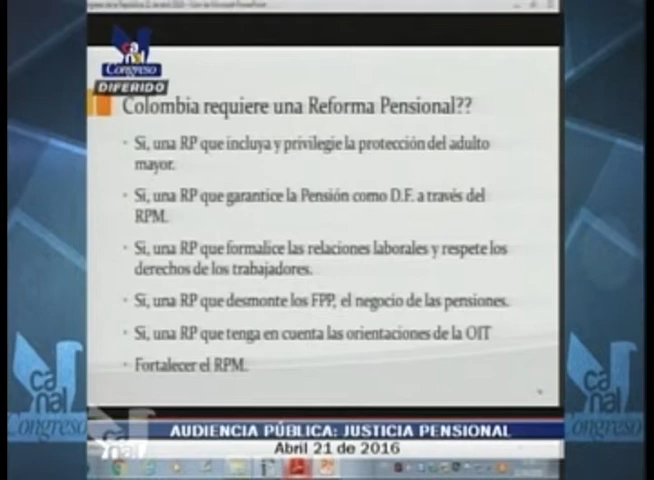 canal
Congreso
DIFERIDO
Colombia requiere una Reforma Pensional??
Si, una RP que incluya y privilegie la protección del adulto
mayor.
Si, una RP que garantice la Pensión como D.F. a través del
RPM.
Si, una RP que formalice las relaciones laborales y respete los
derechos de los trabajadores.
Si, una RP que desmonte los FPP, el negocio de las pensiones.
Si, una RP que tenga en cuenta las orientaciones de la OIT
Fortalecer el RPM.
canal
Congreso
canal
Congreso
canal
AUDIENCIA PÚBLICA: JUSTICIA PENSIONAL
Abril 21 de 2016